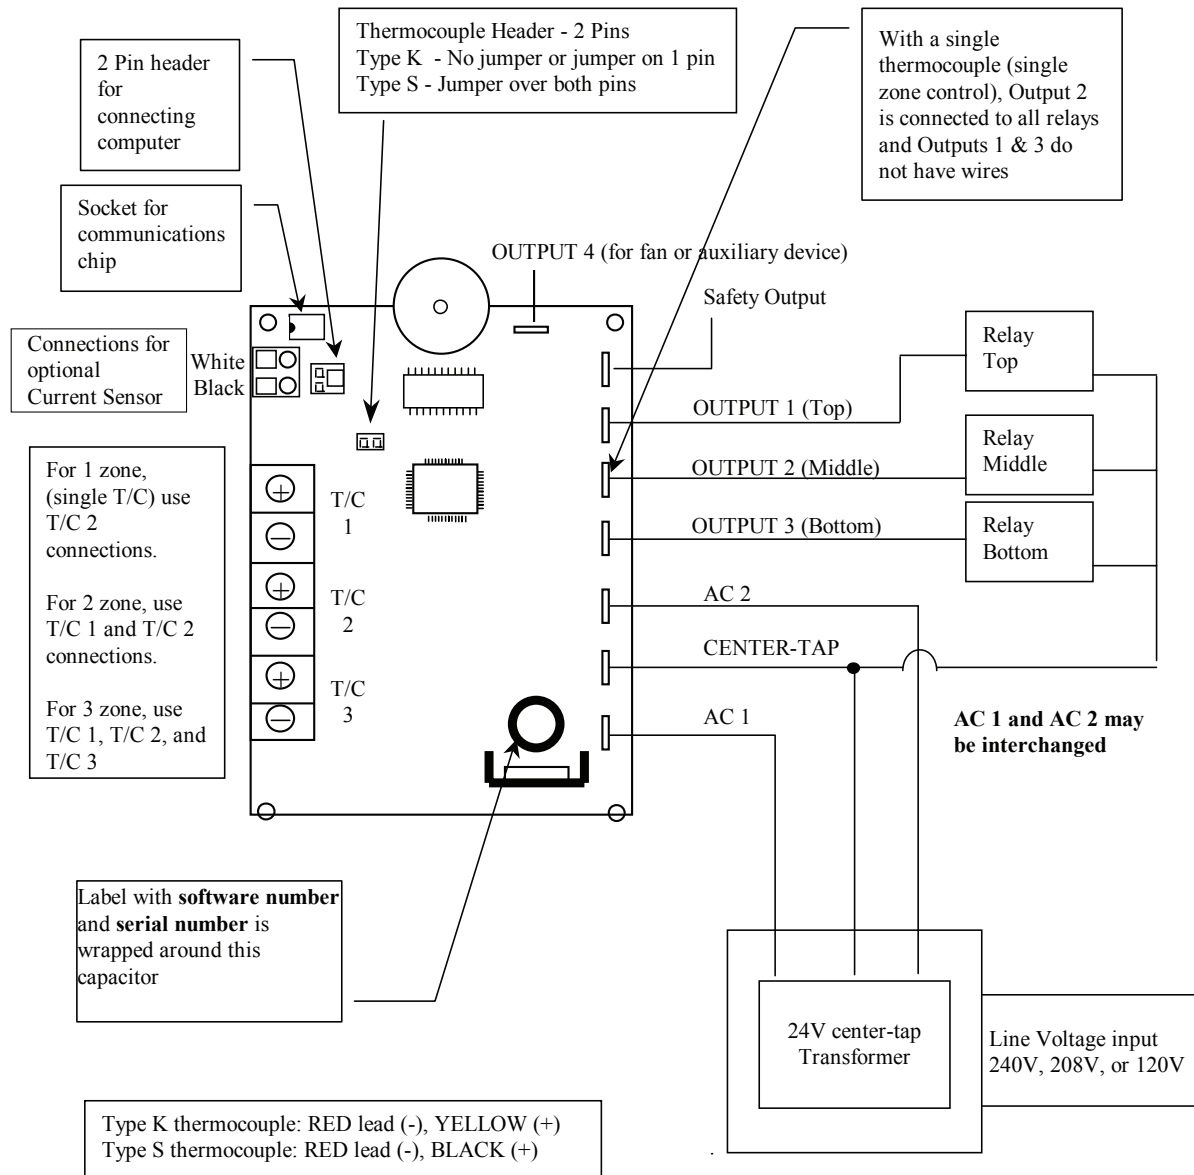 Thermocouple Header - 2 Pins
Type K  - No jumper or jumper on 1 pin
Type S - Jumper over both pins
2 Pin header
for
connecting
computer
With a single
thermocouple (single
zone control), Output 2
is connected to all relays
and Outputs 1 & 3 do
not have wires
Socket for
communications
chip
OUTPUT 4 (for fan or auxiliary device)
Safety Output
Connections for
optional
Current Sensor
White
Black
Relay
Top
OUTPUT 1 (Top)
Relay
Middle
OUTPUT 2 (Middle)
Relay
Bottom
OUTPUT 3 (Bottom)
For 1 zone,
(single T/C) use
T/C 2
connections.
For 2 zone, use
T/C 1 and T/C 2
connections.
For 3 zone, use
T/C 1, T/C 2, and
T/C 3
+
−
T/C
1
+
−
T/C
2
+
−
T/C
3
AC 2
CENTER-TAP
AC 1
AC 1 and AC 2 may
be interchanged
Label with software number
and serial number is
wrapped around this
capacitor
24V center-tap
Transformer
Line Voltage input
240V, 208V, or 120V
Type K thermocouple: RED lead (-), YELLOW (+)
Type S thermocouple: RED lead (-), BLACK (+)